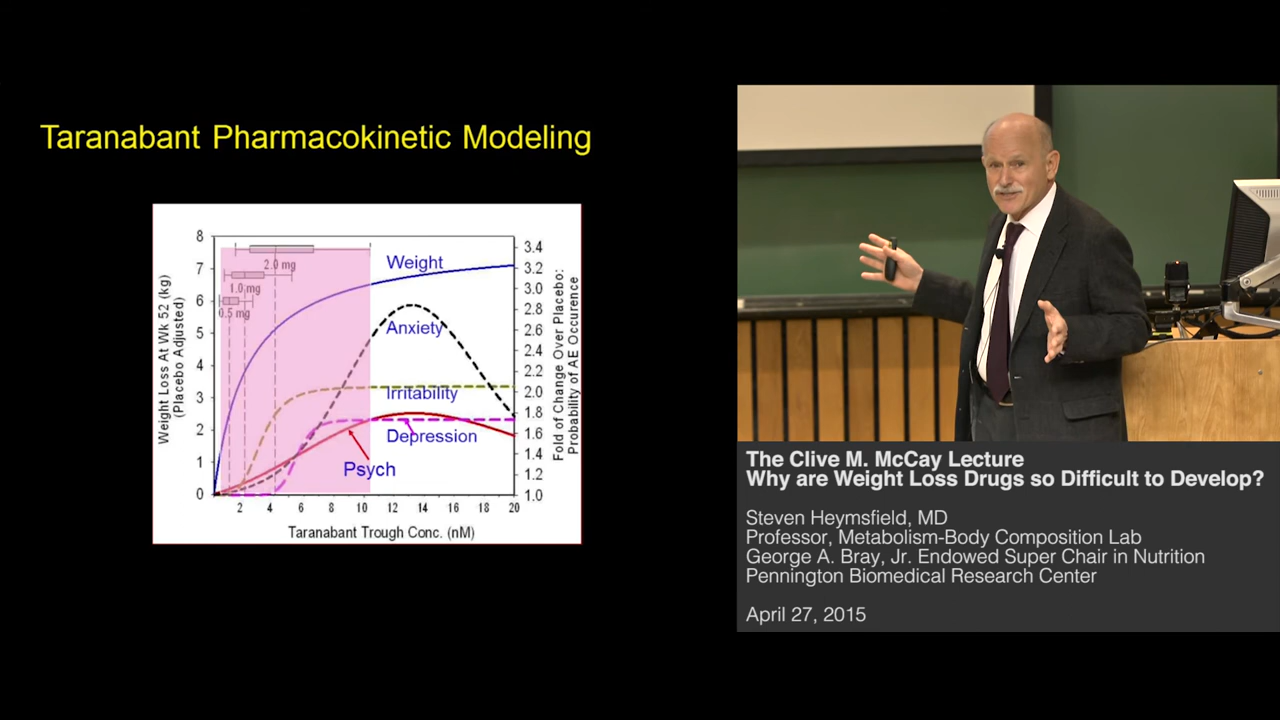 Taranabant Pharmacokinetic Modeling
8
7
6
5
4
3
2
1
0
Weight Loss At Wk 52 (kg)
(Placebo Adjusted)
2.0 mg
1.0 mg
0.5 mg
Weight
Anxiety
Irritability
Depression
Psych
3.4
3.2
3.0
2.8
2.6
2.4
2.2
2.0
1.8
1.6
1.4
1.2
1.0
Fold of Change Over Placebo:
Probability of AE Occurence
2 4 6 8 10 12 14 16 18 20
Taranabant Trough Conc. (nM)
The Clive M. McCay Lecture
Why are Weight Loss Drugs so Difficult to Develop?
Steven Heymsfield, MD
Professor, Metabolism-Body Composition Lab
George A. Bray, Jr. Endowed Super Chair in Nutrition
Pennington Biomedical Research Center
April 27, 2015